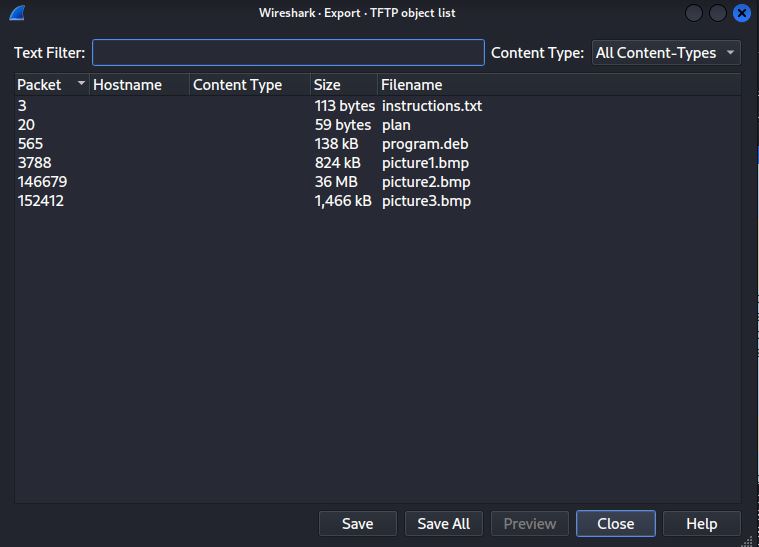 Wireshark · Export · TFTP object list
Text Filter: Content Type: All Content-Types
Packet Hostname Content Type Size Filename
3 113 bytes instructions.txt
20 59 bytes plan
565 138 kB program.deb
3788 824 kB picture1.bmp
146679 36 MB picture2.bmp
152412 1,466 kB picture3.bmp
Save Save All Preview Close Help